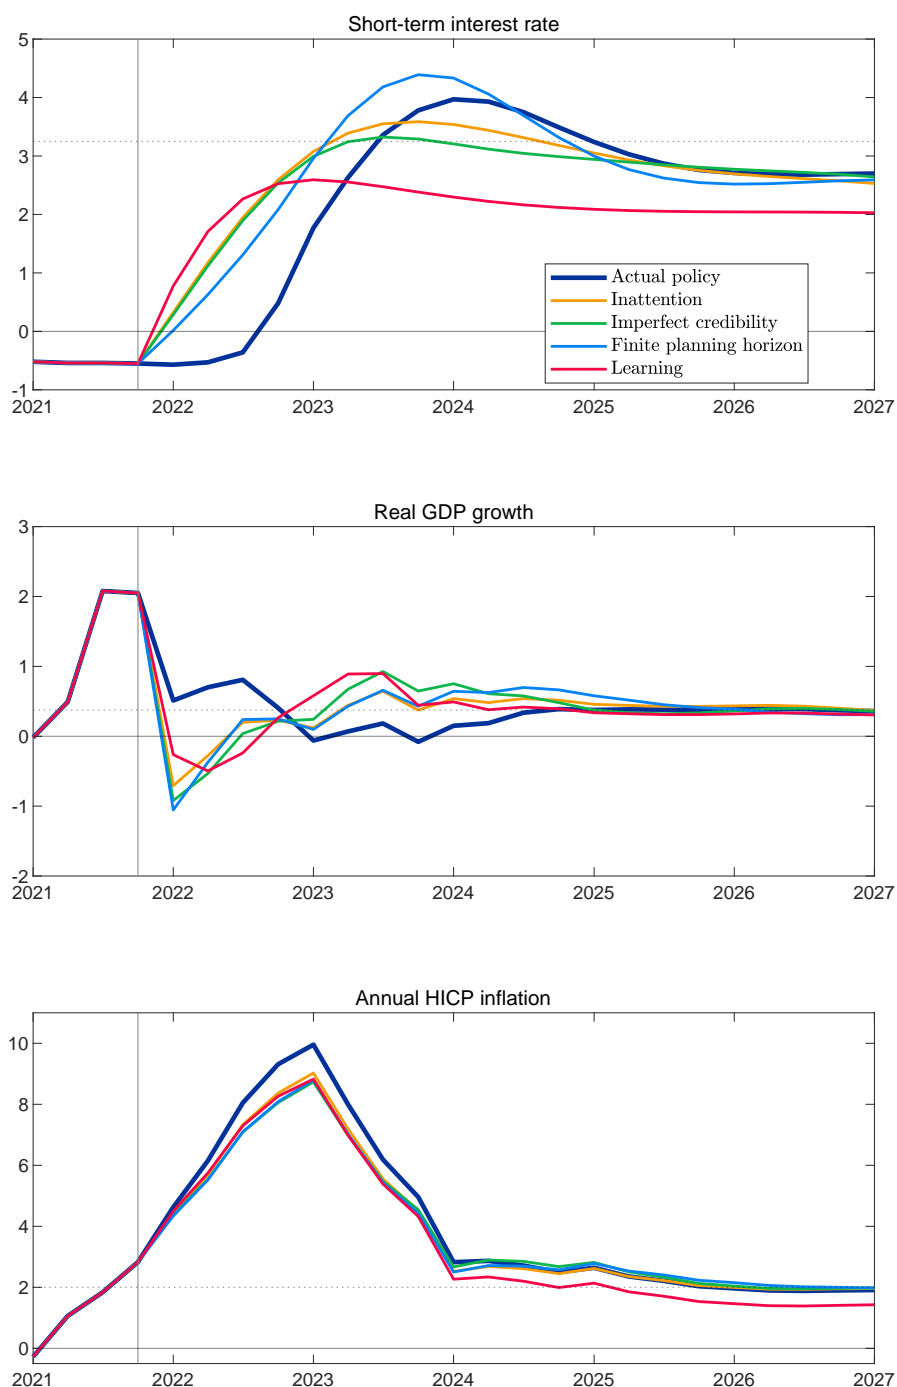 Short-term interest rate
5
4
3
2
1
0
-1
Actual policy
Inattention
Imperfect credibility
Finite planning horizon
Learning
2021 2022 2023 2024 2025 2026 2027
Real GDP growth
3
2
1
0
-1
-2
2021 2022 2023 2024 2025 2026 2027
Annual HICP inflation
10
8
6
4
2
0
2021 2022 2023 2024 2025 2026 2027